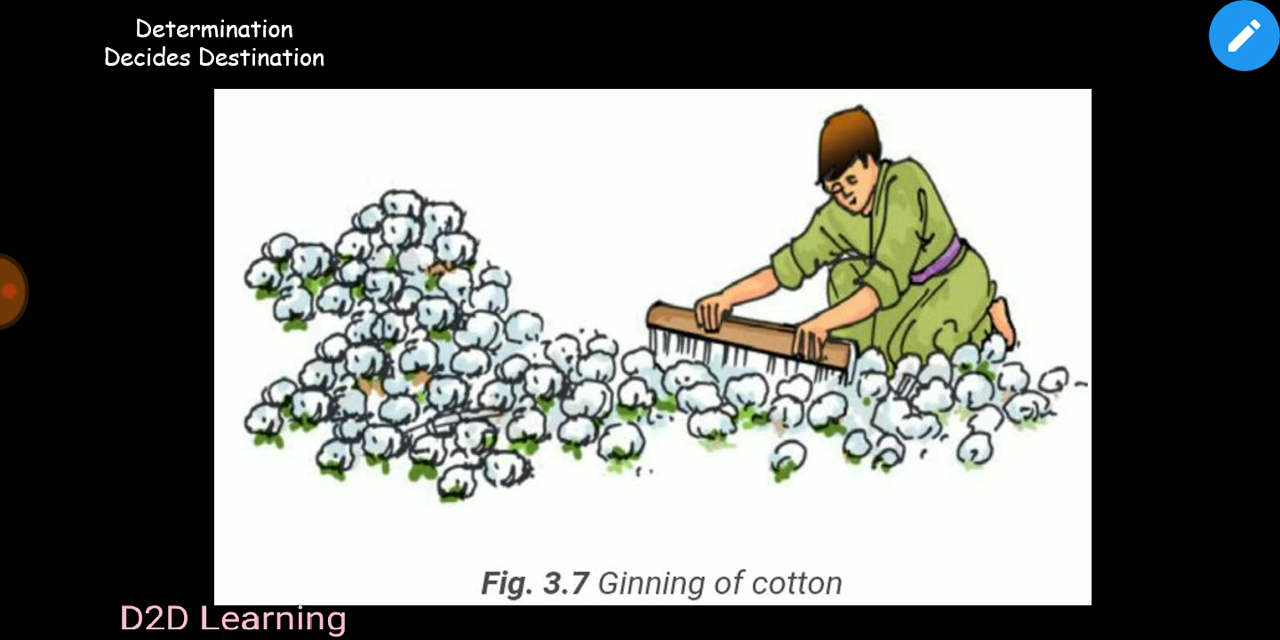 Determination
Decides Destination
Fig. 3.7 Ginning of cotton
D2D Learning